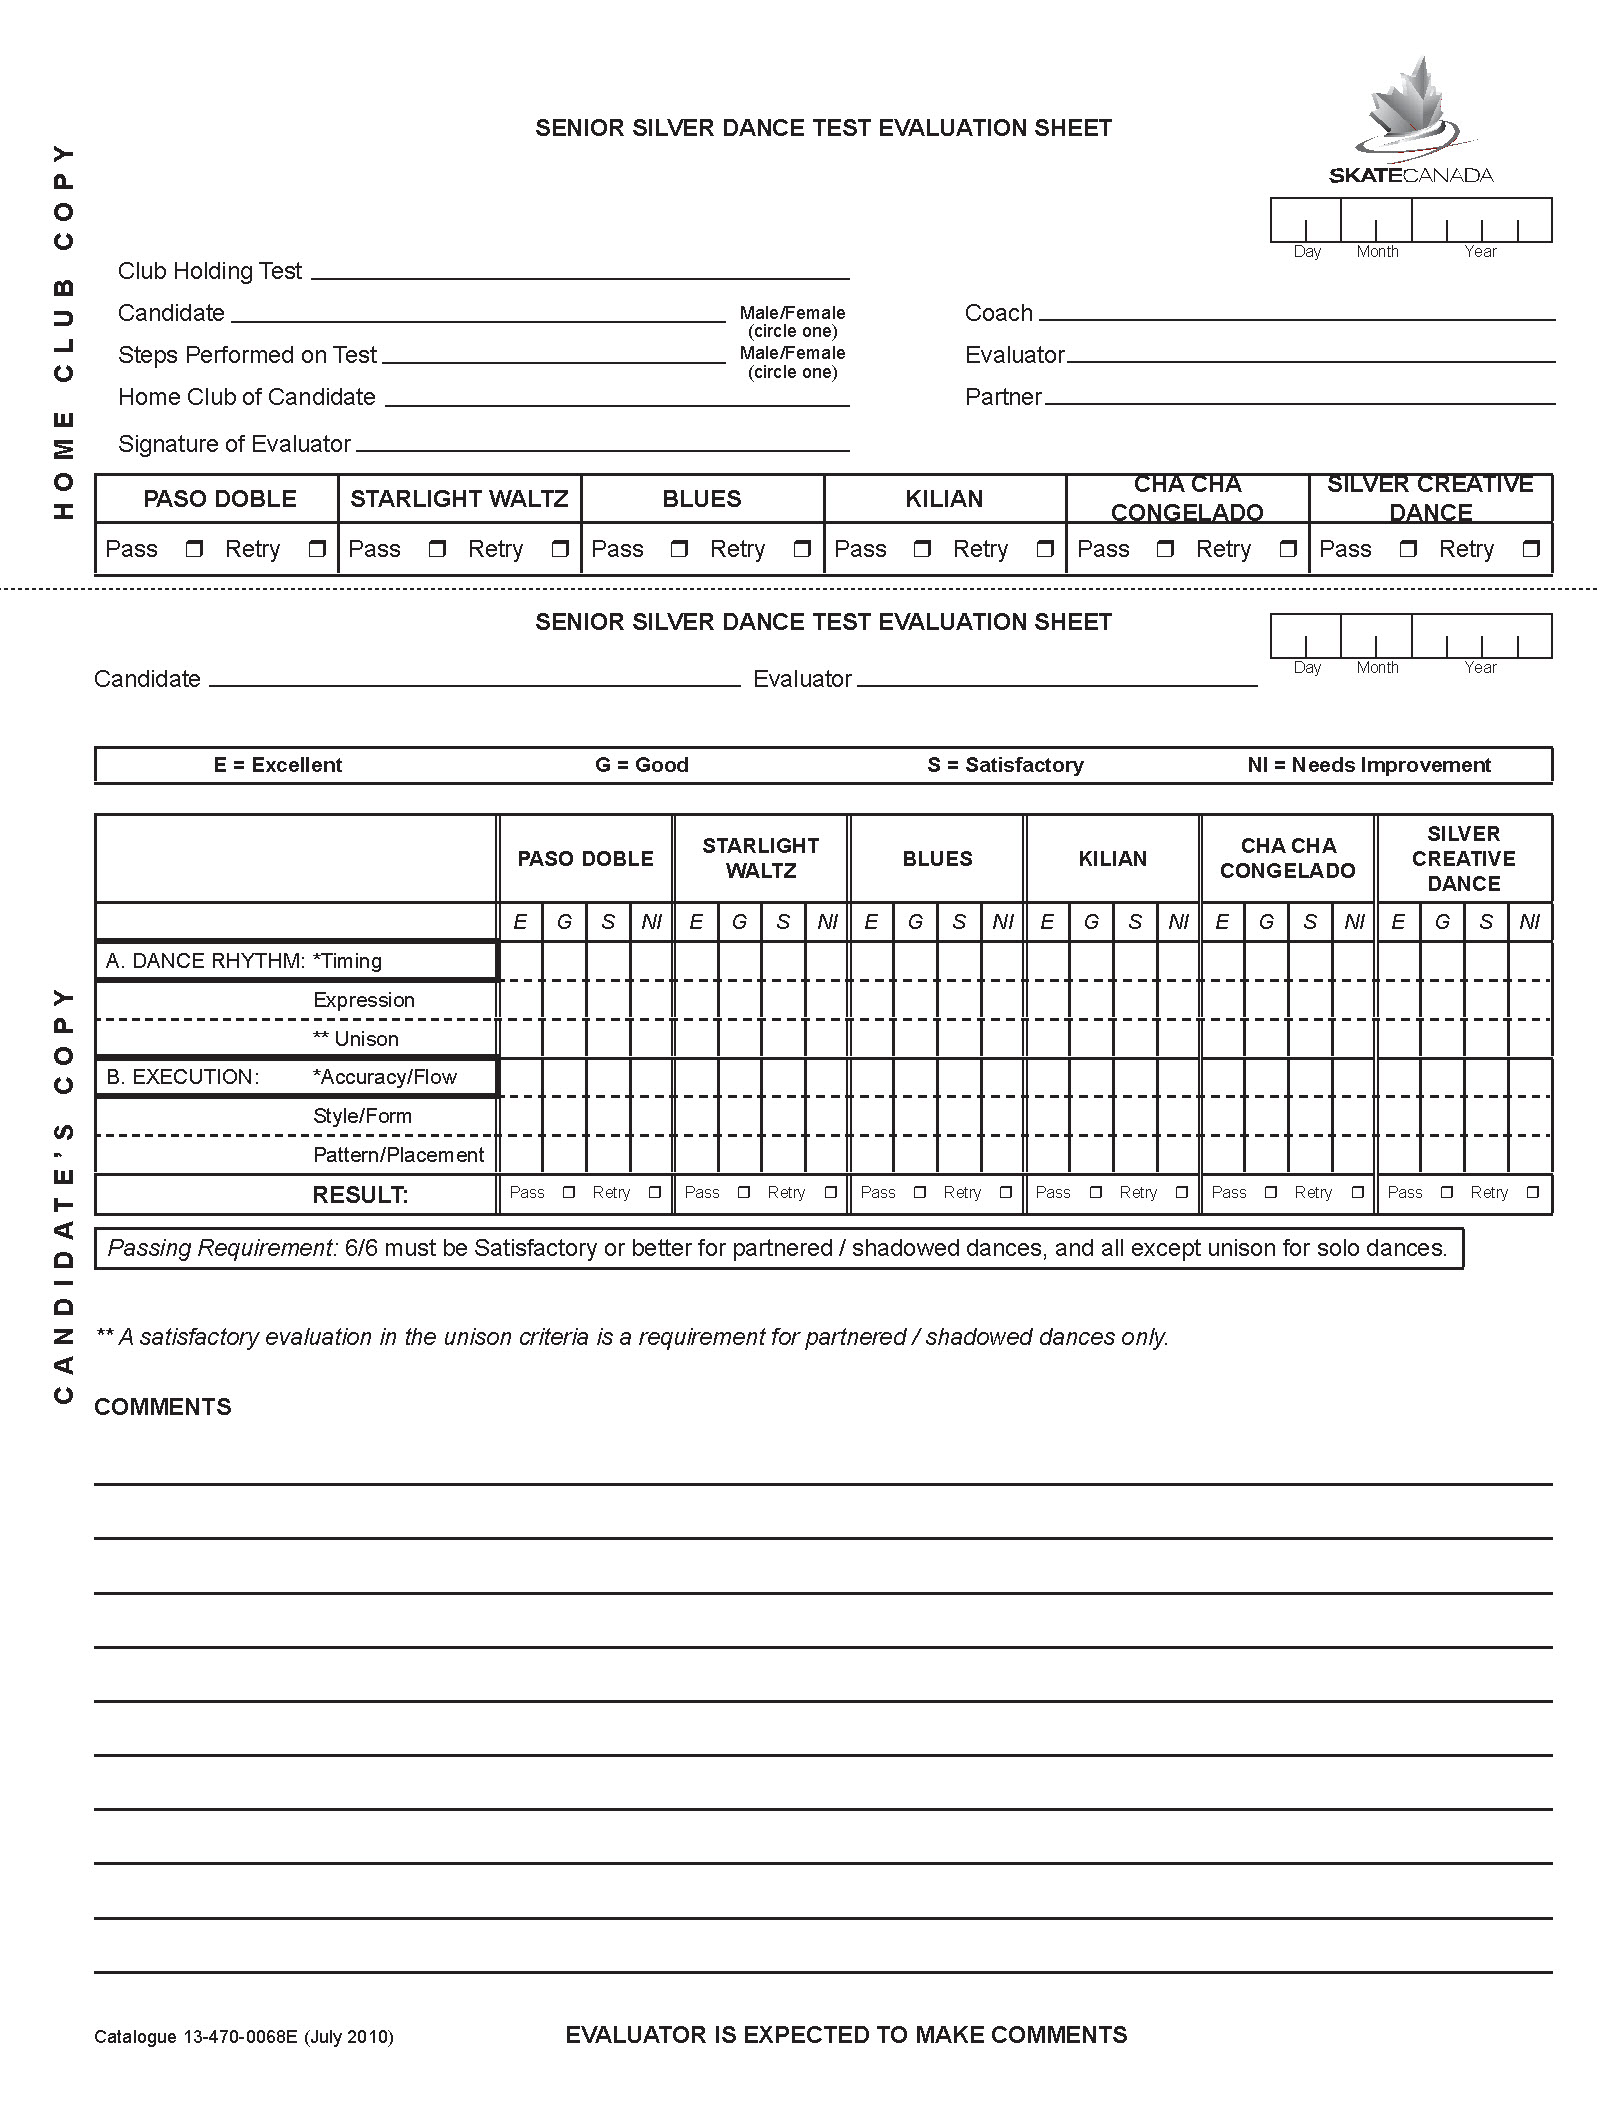 HOME CLUB COPY
SENIOR SILVER DANCE TEST EVALUATION SHEET
SKATECANADA
Day Month Year
Club Holding Test
Candidate Male/Female (circle one) Coach
Steps Performed on Test Male/Female (circle one) Evaluator
Home Club of Candidate Partner
Signature of Evaluator
PASO DOBLE STARLIGHT WALTZ BLUES KILIAN CHA CHA CONGELADO SILVER CREATIVE DANCE
Pass ❒ Retry ❒ Pass ❒ Retry ❒ Pass ❒ Retry ❒ Pass ❒ Retry ❒ Pass ❒ Retry ❒ Pass ❒ Retry ❒
CANDIDATE'S COPY
SENIOR SILVER DANCE TEST EVALUATION SHEET
Day Month Year
Candidate Evaluator
E = Excellent G = Good S = Satisfactory NI = Needs Improvement
PASO DOBLE STARLIGHT WALTZ BLUES KILIAN CHA CHA CONGELADO SILVER CREATIVE DANCE
E G S NI E G S NI E G S NI E G S NI E G S NI E G S NI
A. DANCE RHYTHM: *Timing
Expression
** Unison
B. EXECUTION: *Accuracy/Flow
Style/Form
Pattern/Placement
RESULT: Pass ❒ Retry ❒ Pass ❒ Retry ❒ Pass ❒ Retry ❒ Pass ❒ Retry ❒ Pass ❒ Retry ❒ Pass ❒ Retry ❒
Passing Requirement: 6/6 must be Satisfactory or better for partnered / shadowed dances, and all except unison for solo dances.
** A satisfactory evaluation in the unison criteria is a requirement for partnered / shadowed dances only.
COMMENTS
Catalogue 13-470-0068E (July 2010) EVALUATOR IS EXPECTED TO MAKE COMMENTS